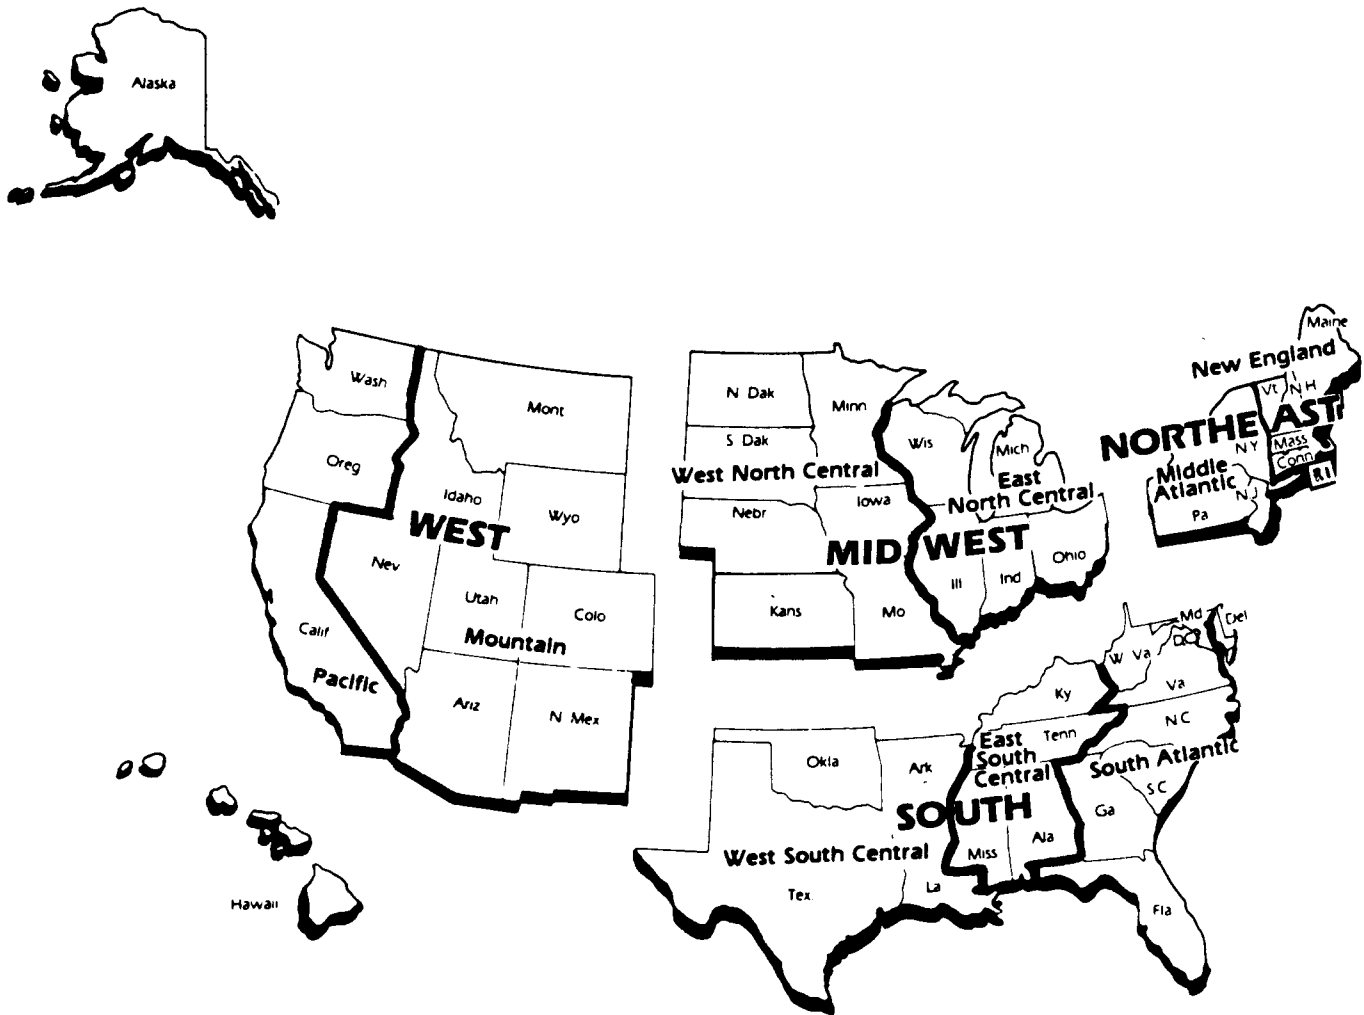 Alaska
Maine
New England
Wash
Mont
N Dak
Minn
Vt
N H
NORTHEAST
Oreg
S Dak
Wis
Mich
N Y
Mass
Conn
R I
West North Central
East
North Central
Middle
Atlantic
N J
Pa
Idaho
Wyo
Nebr
Iowa
WEST
MIDWEST
Nev
Utah
Colo
Kans
Mo
Ill
Ind
Ohio
Calif
Mountain
Pacific
Md
Del
DC
W Va
Va
Ariz
N Mex
Ky
N C
Tenn
East
South
Central
South Atlantic
Okla
Ark
S C
SOUTH
Ga
Ala
Miss
West South Central
Tex
La
Fla
Hawaii